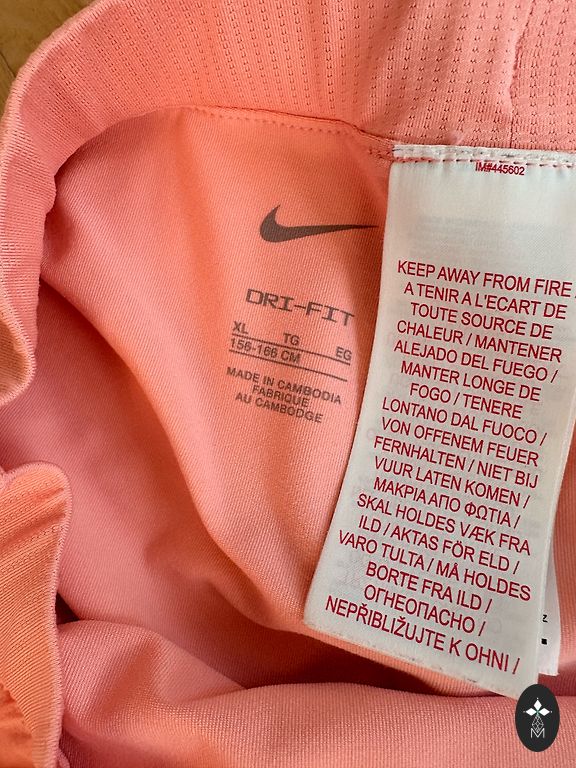 DRI-FIT
XL TG EG
156-166 CM
MADE IN CAMBODIA
FABRIQUE
AU CAMBODGE
IM#445602
KEEP AWAY FROM FIRE /
A TENIR A L'ECART DE
TOUTE SOURCE DE
CHALEUR / MANTENER
ALEJADO DEL FUEGO /
MANTER LONGE DE
FOGO / TENERE
LONTANO DAL FUOCO /
VON OFFENEM FEUER
FERNHALTEN / NIET BIJ
VUUR LATEN KOMEN /
ΜΑΚΡΙΑ ΑΠΟ ΦΩΤΙΑ /
SKAL HOLDES VÆK FRA
ILD / AKTAS FÖR ELD /
VARO TULTA / MÅ HOLDES
BORTE FRA ILD /
ОГНЕОПАСНО /
NEPŘIBLIŽUJTE K OHNI /
M